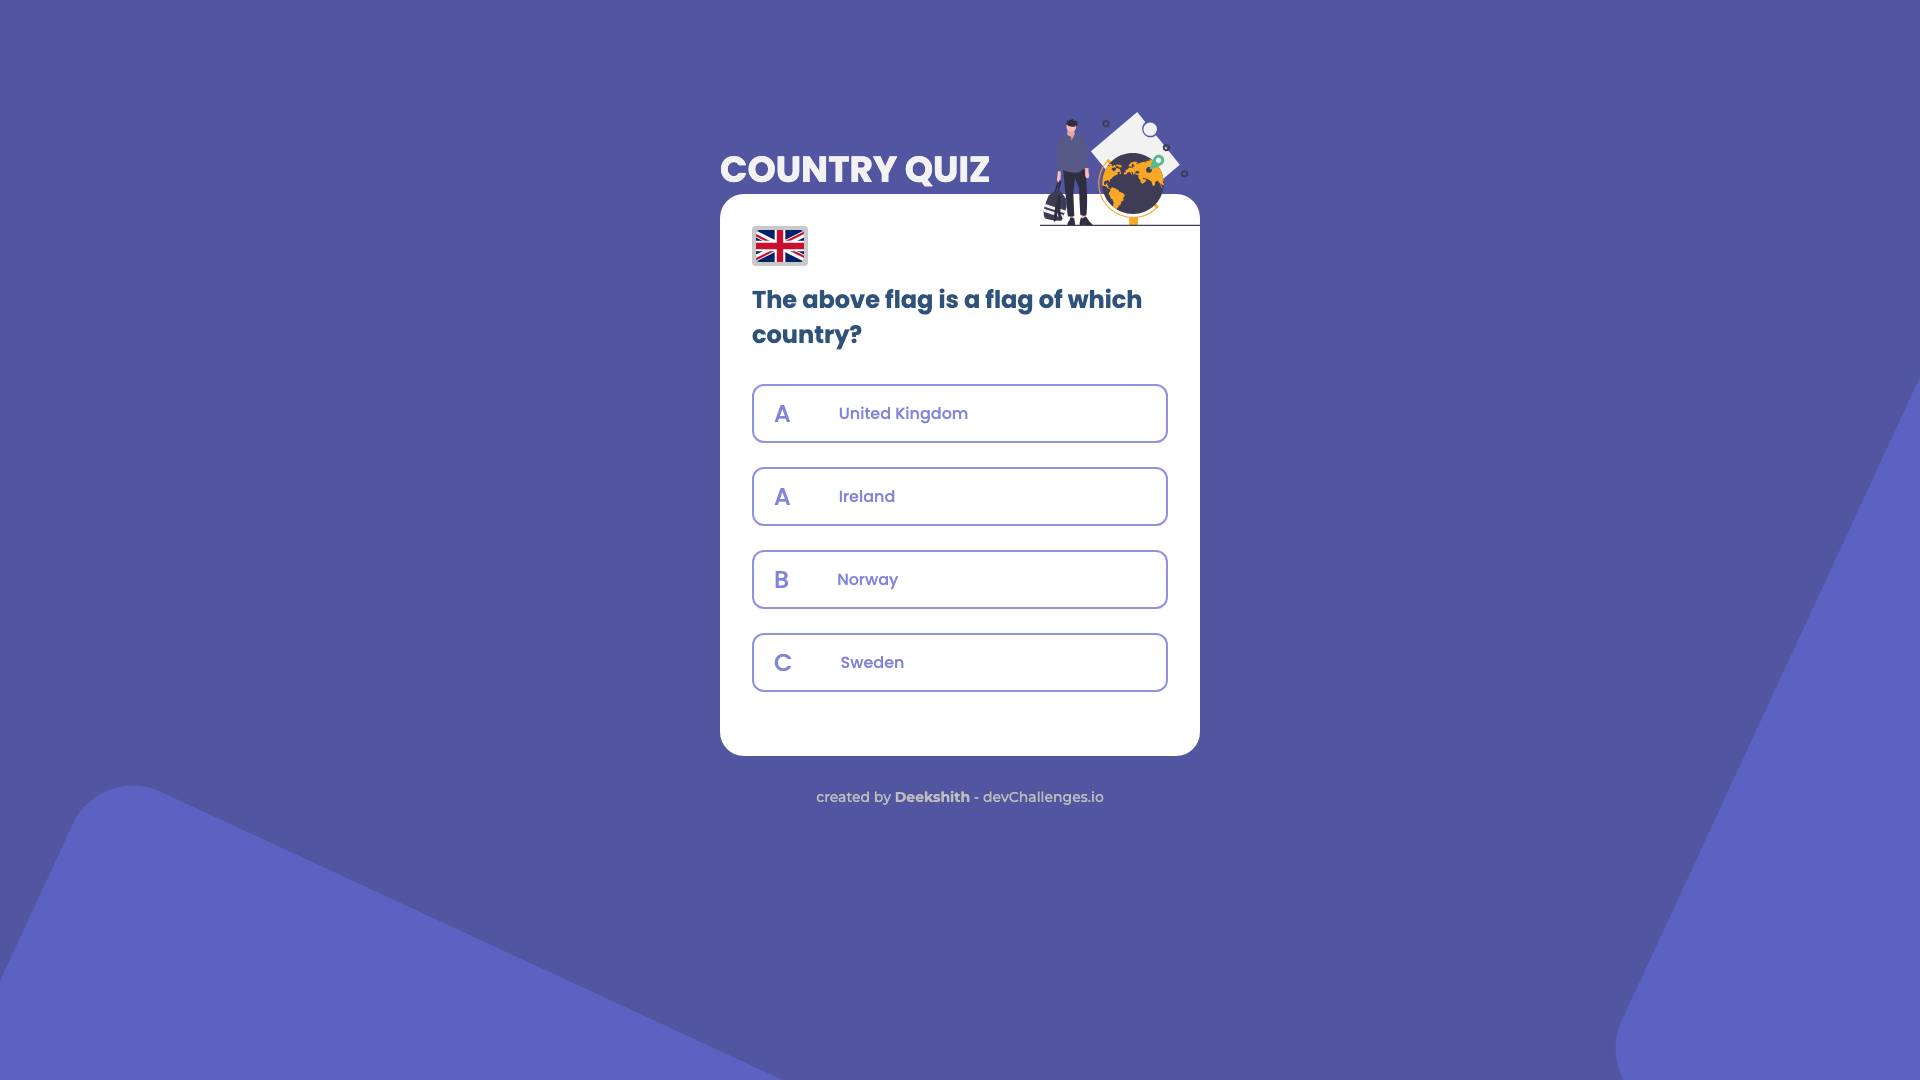 COUNTRY QUIZ
The above flag is a flag of which
country?
A United Kingdom
A Ireland
B Norway
C Sweden
created by Deekshith - devChallenges.io